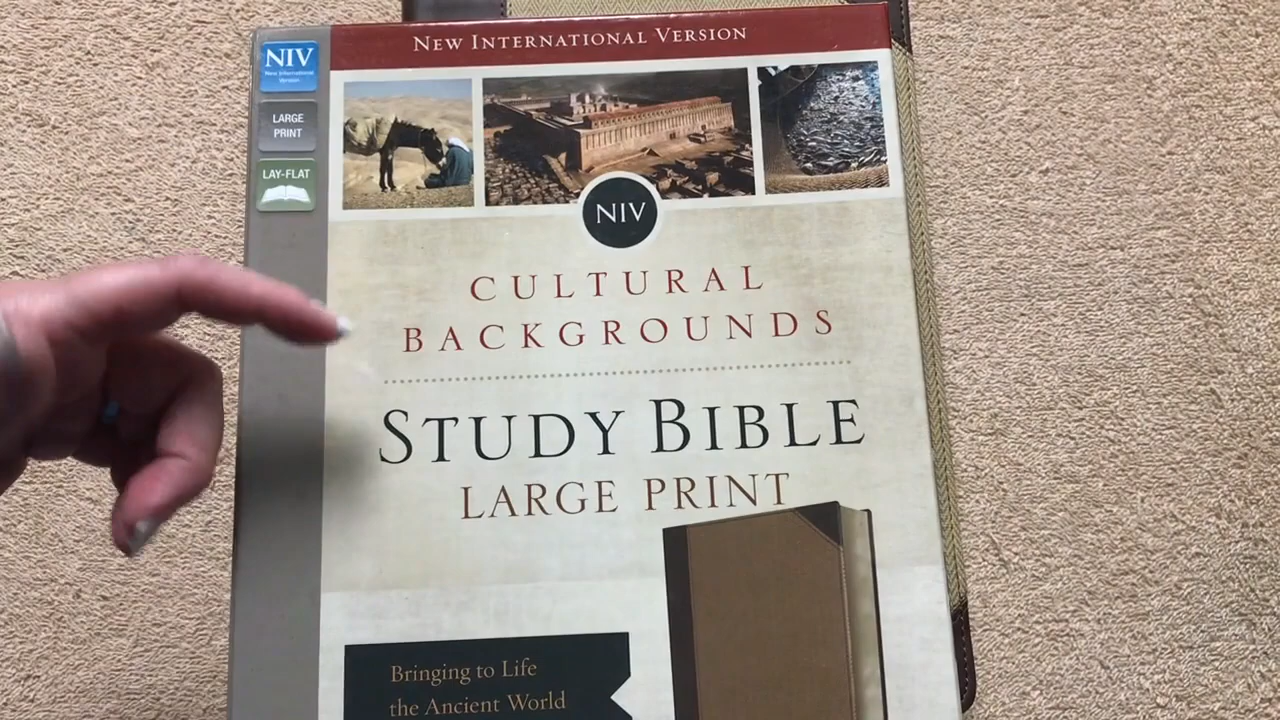 NEW INTERNATIONAL VERSION
NIV
New International
Version
LARGE
PRINT
LAY-FLAT
NIV
CULTURAL
BACKGROUNDS
STUDY BIBLE
LARGE PRINT
Bringing to Life
the Ancient World